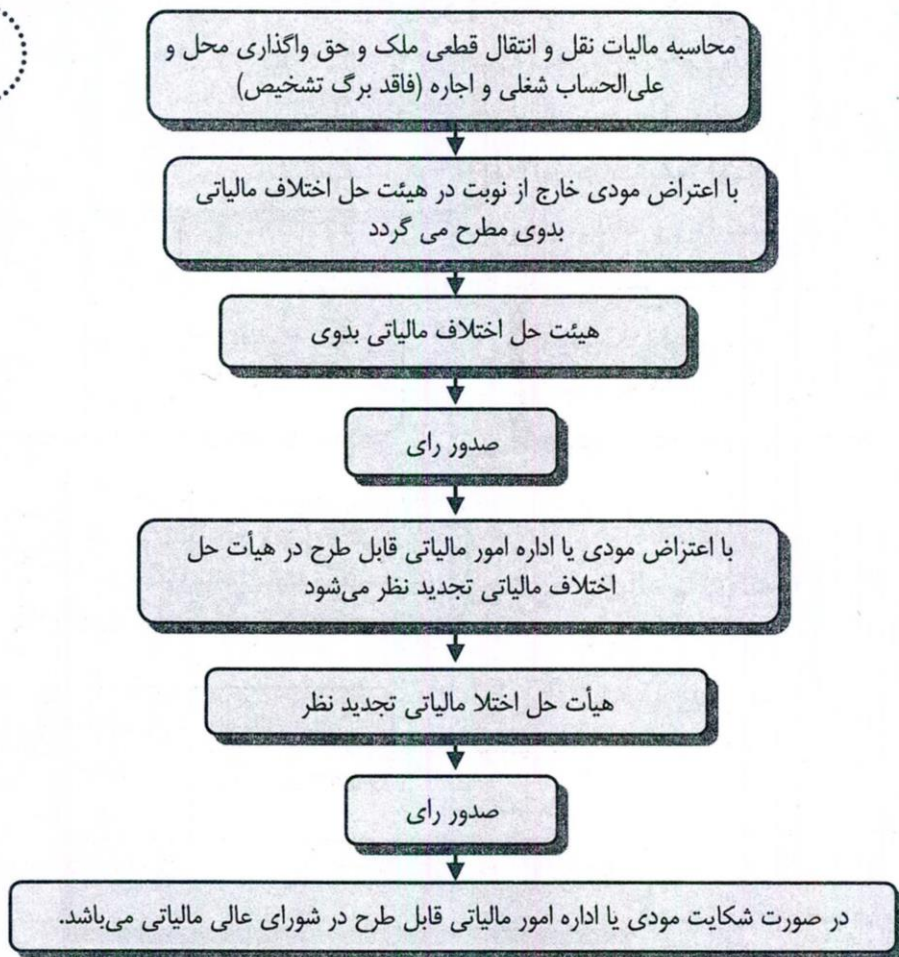 محاسبه مالیات نقل و انتقال قطعی ملک و حق واگذاری محل و
علی‌الحساب شغلی و اجاره (فاقد برگ تشخیص)
با اعتراض مودی خارج از نوبت در هیئت حل اختلاف مالیاتی
بدوی مطرح می گردد
هیئت حل اختلاف مالیاتی بدوی
صدور رای
با اعتزاض مودی یا اداره امور مالیاتی قابل طرح در هیأت حل
اختلاف مالیاتی تجدید نظر می‌شود
هیأت حل اختلا مالیاتی تجدید نظر
صدور رای
در صورت شکایت مودی یا اداره امور مالیاتی قابل طرح در شورای عالی مالیاتی می‌باشد.